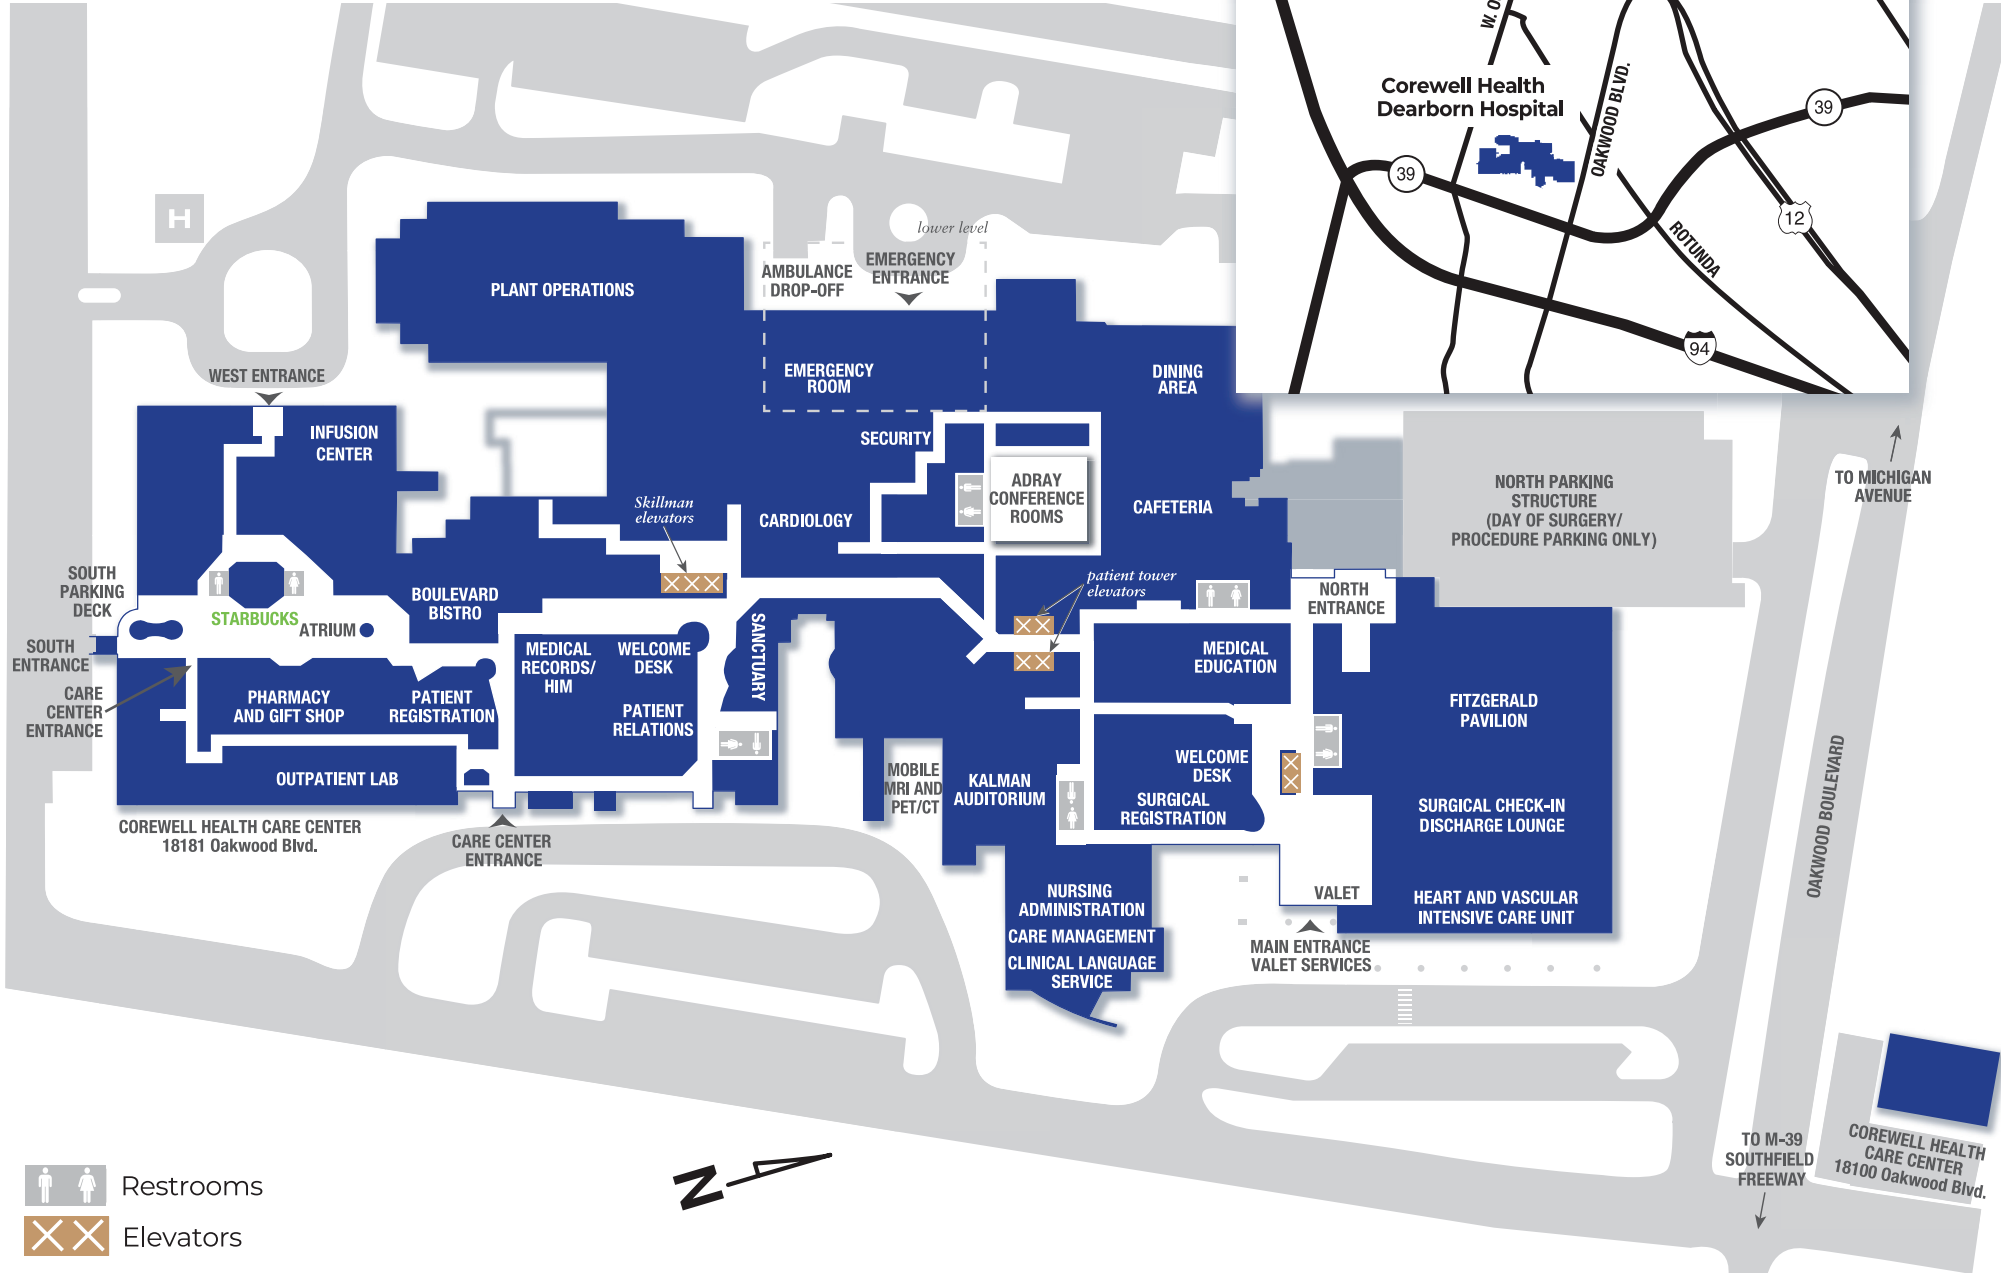 W. O
Corewell Health
Dearborn Hospital
OAKWOOD BLVD.
39
39
12
ROTUNDA
94
H
lower level
AMBULANCE
DROP-OFF
EMERGENCY
ENTRANCE
PLANT OPERATIONS
WEST ENTRANCE
EMERGENCY
ROOM
DINING
AREA
INFUSION
CENTER
SECURITY
ADRAY
CONFERENCE
ROOMS
CAFETERIA
CARDIOLOGY
Skillman
elevators
NORTH PARKING
STRUCTURE
(DAY OF SURGERY/
PROCEDURE PARKING ONLY)
TO MICHIGAN
AVENUE
SOUTH
PARKING
DECK
STARBUCKS
ATRIUM
BOULEVARD
BISTRO
patient tower
elevators
NORTH
ENTRANCE
SOUTH
ENTRANCE
CARE
CENTER
ENTRANCE
MEDICAL
RECORDS/
HIM
WELCOME
DESK
SANCTUARY
MEDICAL
EDUCATION
PHARMACY
AND GIFT SHOP
PATIENT
REGISTRATION
PATIENT
RELATIONS
FITZGERALD
PAVILION
OUTPATIENT LAB
MOBILE
MRI AND
PET/CT
KALMAN
AUDITORIUM
WELCOME
DESK
SURGICAL
REGISTRATION
SURGICAL CHECK-IN
DISCHARGE LOUNGE
OAKWOOD BOULEVARD
COREWELL HEALTH CARE CENTER
18181 Oakwood Blvd.
CARE CENTER
ENTRANCE
NURSING
ADMINISTRATION
CARE MANAGEMENT
CLINICAL LANGUAGE
SERVICE
VALET
HEART AND VASCULAR
INTENSIVE CARE UNIT
MAIN ENTRANCE
VALET SERVICES
TO M-39
SOUTHFIELD
FREEWAY
COREWELL HEALTH
CARE CENTER
18100 Oakwood Blvd.
N
Restrooms
Elevators